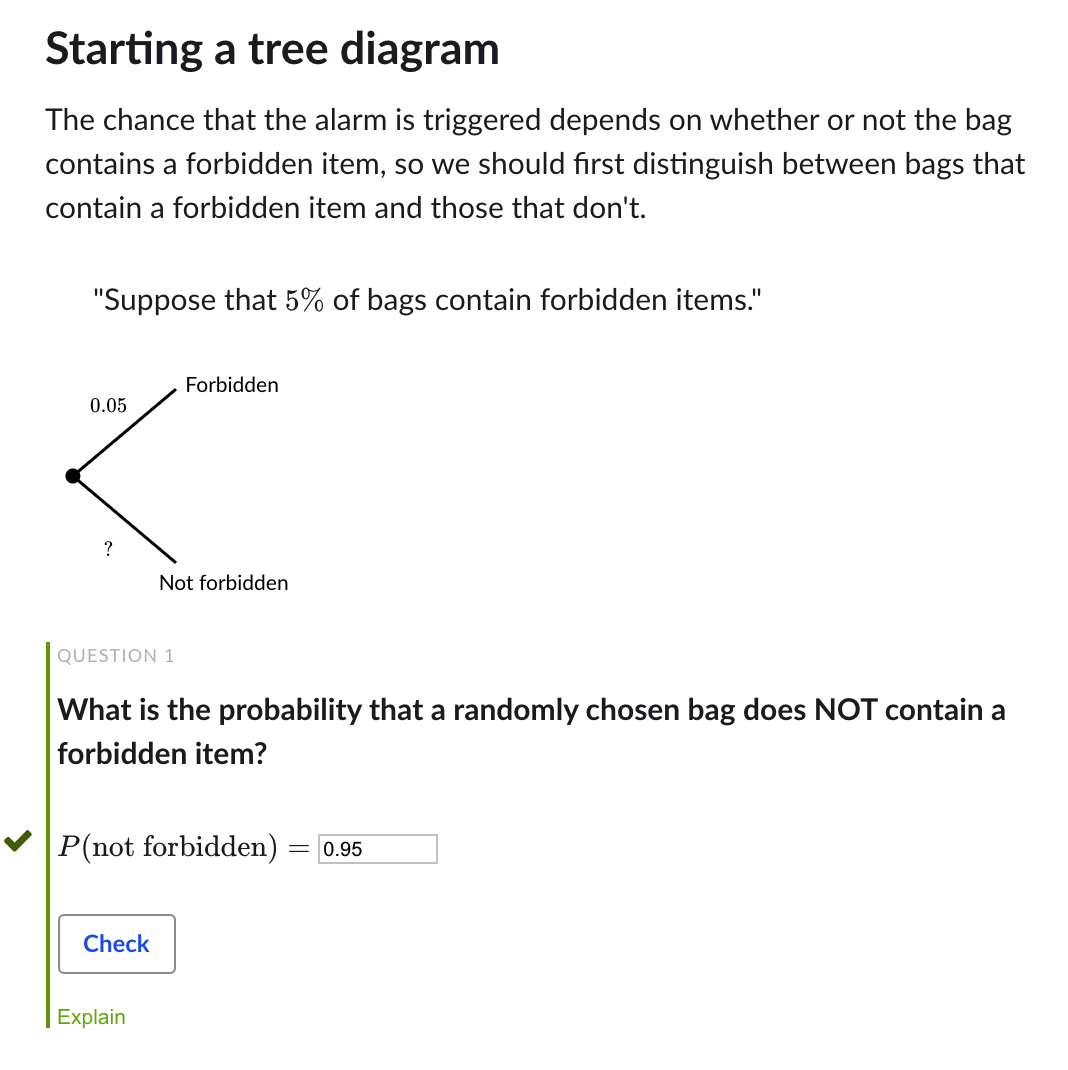 Starting a tree diagram
The chance that the alarm is triggered depends on whether or not the bag
contains a forbidden item, so we should first distinguish between bags that
contain a forbidden item and those that don't.
"Suppose that 5% of bags contain forbidden items."
Forbidden
0.05
?
Not forbidden
QUESTION 1
What is the probability that a randomly chosen bag does NOT contain a
forbidden item?
P(not forbidden) = 0.95
Check
Explain